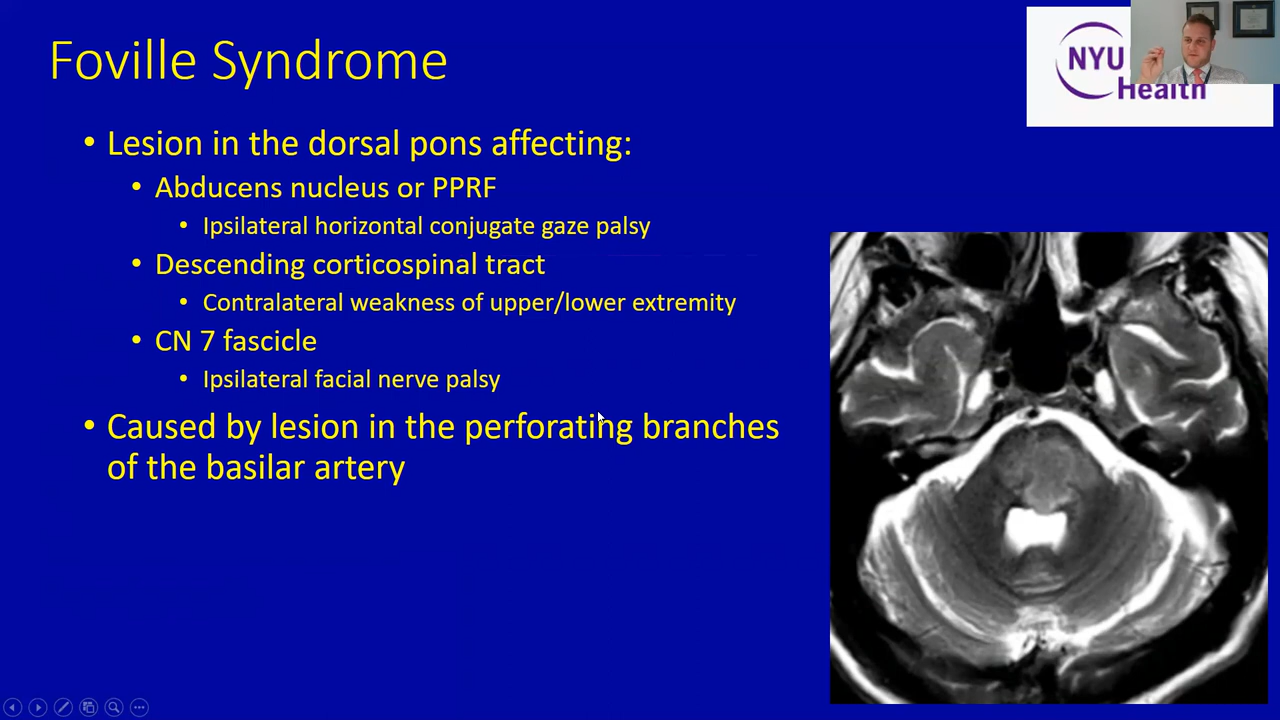 Foville Syndrome
NYU
Health
• Lesion in the dorsal pons affecting:
• Abducens nucleus or PPRF
• Ipsilateral horizontal conjugate gaze palsy
• Descending corticospinal tract
• Contralateral weakness of upper/lower extremity
• CN 7 fascicle
• Ipsilateral facial nerve palsy
• Caused by lesion in the perforating branches
of the basilar artery